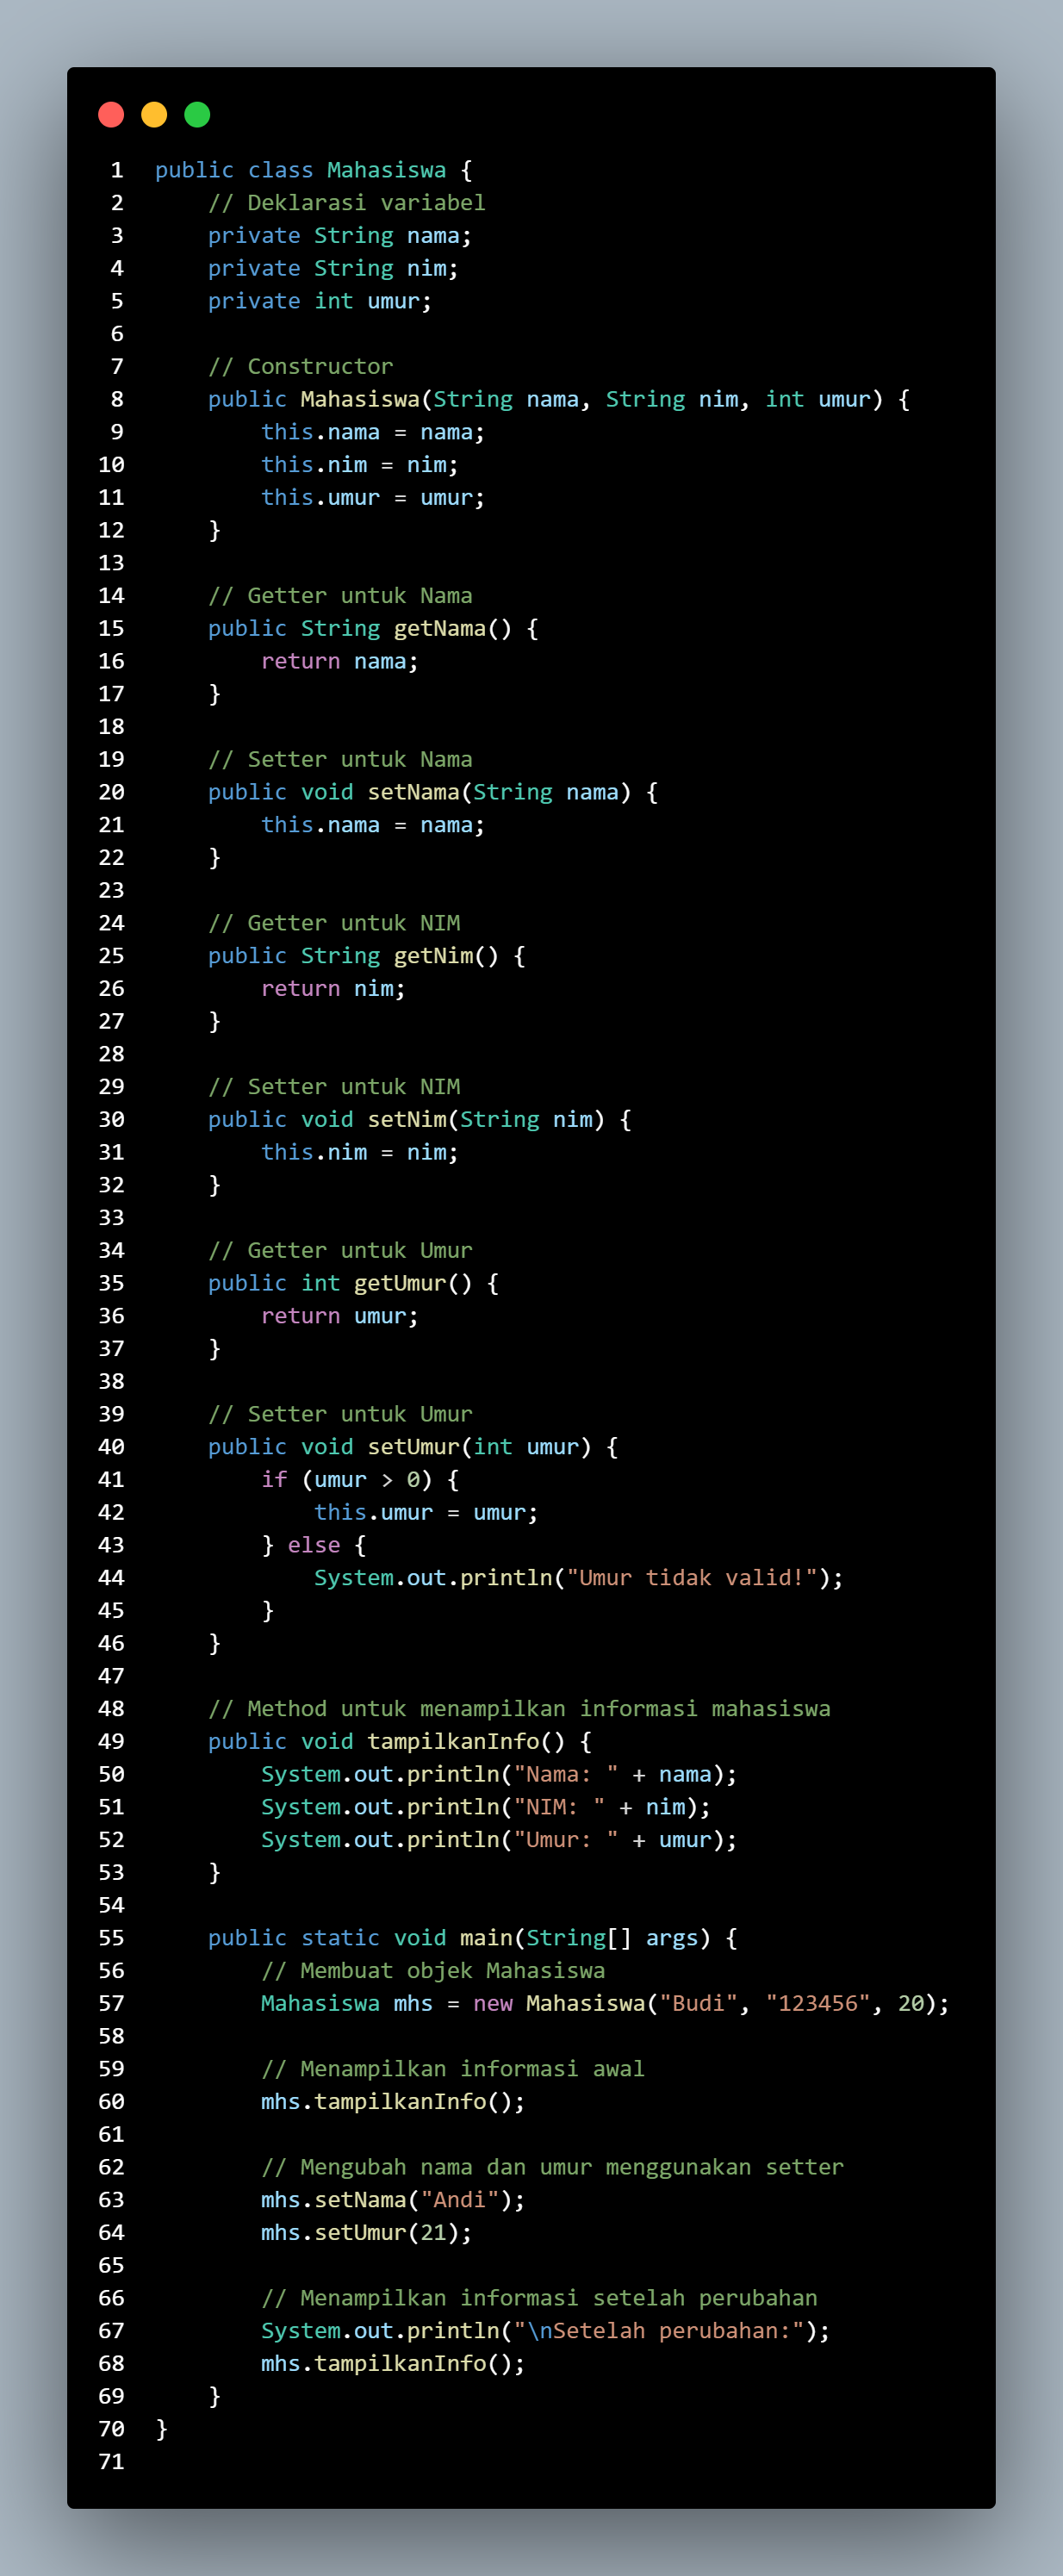 1 public class Mahasiswa {
2     // Deklarasi variabel
3     private String nama;
4     private String nim;
5     private int umur;
6
7     // Constructor
8     public Mahasiswa(String nama, String nim, int umur) {
9         this.nama = nama;
10         this.nim = nim;
11         this.umur = umur;
12     }
13
14     // Getter untuk Nama
15     public String getNama() {
16         return nama;
17     }
18
19     // Setter untuk Nama
20     public void setNama(String nama) {
21         this.nama = nama;
22     }
23
24     // Getter untuk NIM
25     public String getNim() {
26         return nim;
27     }
28
29     // Setter untuk NIM
30     public void setNim(String nim) {
31         this.nim = nim;
32     }
33
34     // Getter untuk Umur
35     public int getUmur() {
36         return umur;
37     }
38
39     // Setter untuk Umur
40     public void setUmur(int umur) {
41         if (umur > 0) {
42             this.umur = umur;
43         } else {
44             System.out.println("Umur tidak valid!");
45         }
46     }
47
48     // Method untuk menampilkan informasi mahasiswa
49     public void tampilkanInfo() {
50         System.out.println("Nama: " + nama);
51         System.out.println("NIM: " + nim);
52         System.out.println("Umur: " + umur);
53     }
54
55     public static void main(String[] args) {
56         // Membuat objek Mahasiswa
57         Mahasiswa mhs = new Mahasiswa("Budi", "123456", 20);
58
59         // Menampilkan informasi awal
60         mhs.tampilkanInfo();
61
62         // Mengubah nama dan umur menggunakan setter
63         mhs.setNama("Andi");
64         mhs.setUmur(21);
65
66         // Menampilkan informasi setelah perubahan
67         System.out.println("\nSetelah perubahan:");
68         mhs.tampilkanInfo();
69     }
70 }
71